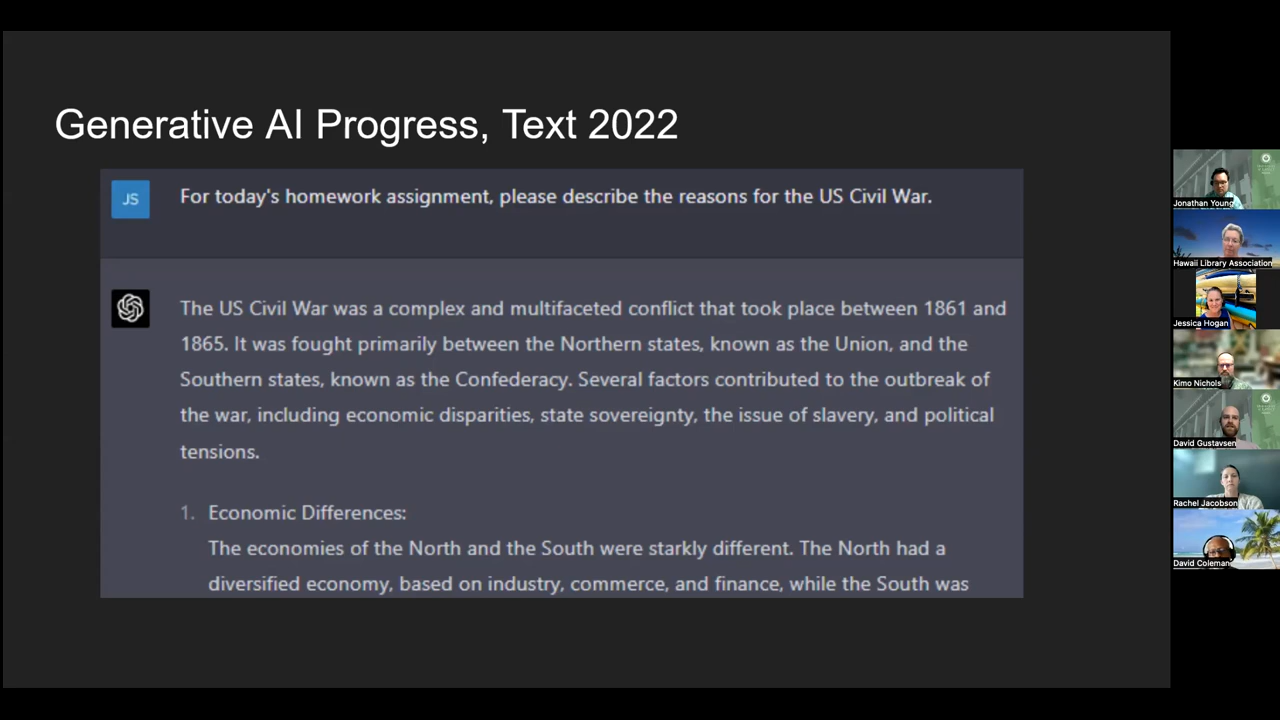 Generative AI Progress, Text 2022
JS
For today's homework assignment, please describe the reasons for the US Civil War.
The US Civil War was a complex and multifaceted conflict that took place between 1861 and
1865. It was fought primarily between the Northern states, known as the Union, and the
Southern states, known as the Confederacy. Several factors contributed to the outbreak of
the war, including economic disparities, state sovereignty, the issue of slavery, and political
tensions.
1. Economic Differences:
The economies of the North and the South were starkly different. The North had a
diversified economy, based on industry, commerce, and finance, while the South was
Jonathan Young
Hawaii Library Association
Jessica Hogan
Kimo Nichols
David Gustavsen
Rachel Jacobson
David Coleman